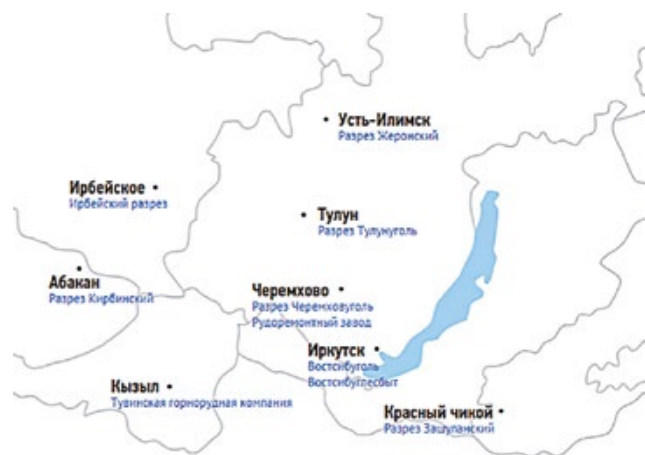 Усть-Илимск
Разрез Жеронский
Ирбейское
Ирбейский разрез
Тулун
Разрез Тулунуголь
Абакан
Разрез Кирбинский
Черемхово
Разрез Черемховуголь
Рудоремонтный завод
Иркутск
Востсибуголь
Востсибуглесбыт
Кызыл
Тувинская горнорудная компания
Красный чикой
Разрез Зашуланский